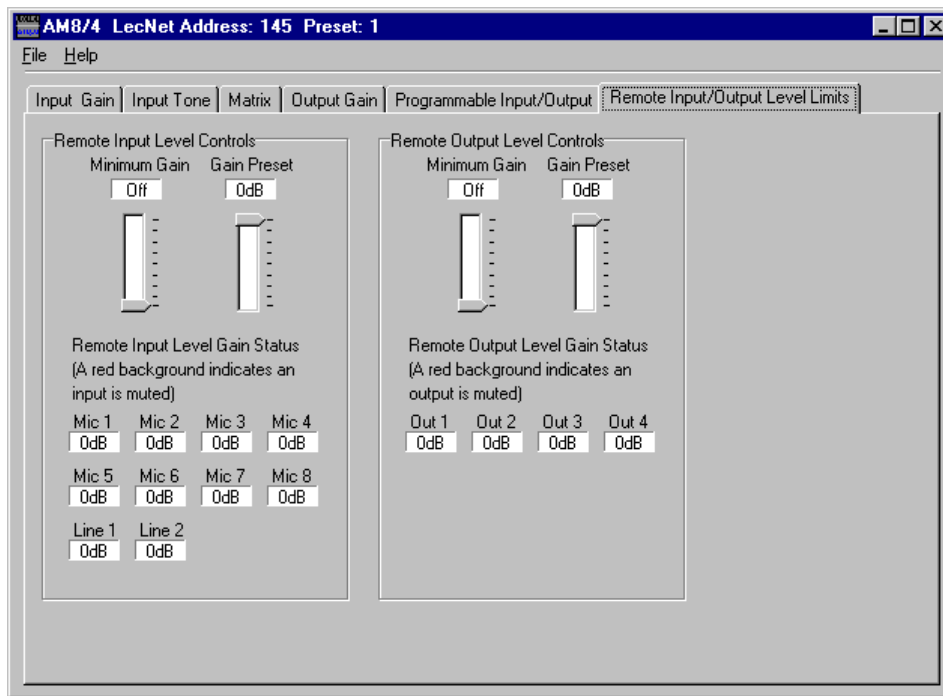 AM8/4 LecNet Address: 145 Preset: 1
File Help
Input Gain Input Tone Matrix Output Gain Programmable Input/Output Remote Input/Output Level Limits
Remote Input Level Controls
Minimum Gain Gain Preset
Off 0dB
Remote Input Level Gain Status
(A red background indicates an
input is muted)
Mic 1 Mic 2 Mic 3 Mic 4
0dB 0dB 0dB 0dB
Mic 5 Mic 6 Mic 7 Mic 8
0dB 0dB 0dB 0dB
Line 1 Line 2
0dB 0dB
Remote Output Level Controls
Minimum Gain Gain Preset
Off 0dB
Remote Output Level Gain Status
(A red background indicates an
output is muted)
Out 1 Out 2 Out 3 Out 4
0dB 0dB 0dB 0dB